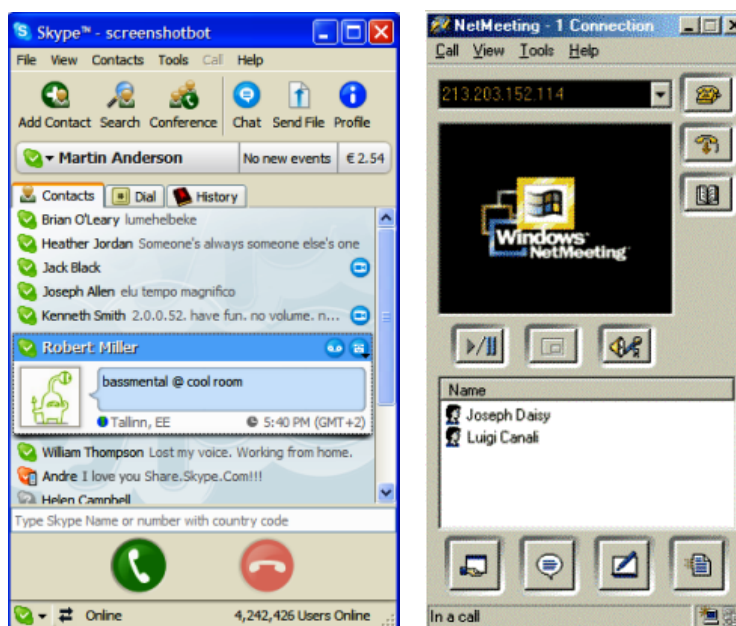 Skype™ - screenshotbot
File View Contacts Tools Call Help
Add Contact Search Conference Chat Send File Profile
Martin Anderson No new events € 2.54
Contacts Dial History
Brian O'Leary lumehelbeke
Heather Jordan Someone's always someone else's one
Jack Black
Joseph Allen elu tempo magnifico
Kenneth Smith 2.0.0.52. have fun. no volume. n...
Robert Miller
bassmental @ cool room
Tallinn, EE 5:40 PM (GMT+2)
William Thompson Lost my voice. Working from home.
Andre I love you Share.Skype.Com!!!
Helen Campbell
Type Skype Name or number with country code
Online 4,242,426 Users Online
NetMeeting - 1 Connection
Call View Tools Help
213.203.152.114
Windows
NetMeeting
Name
Joseph Daisy
Luigi Canali
In a call